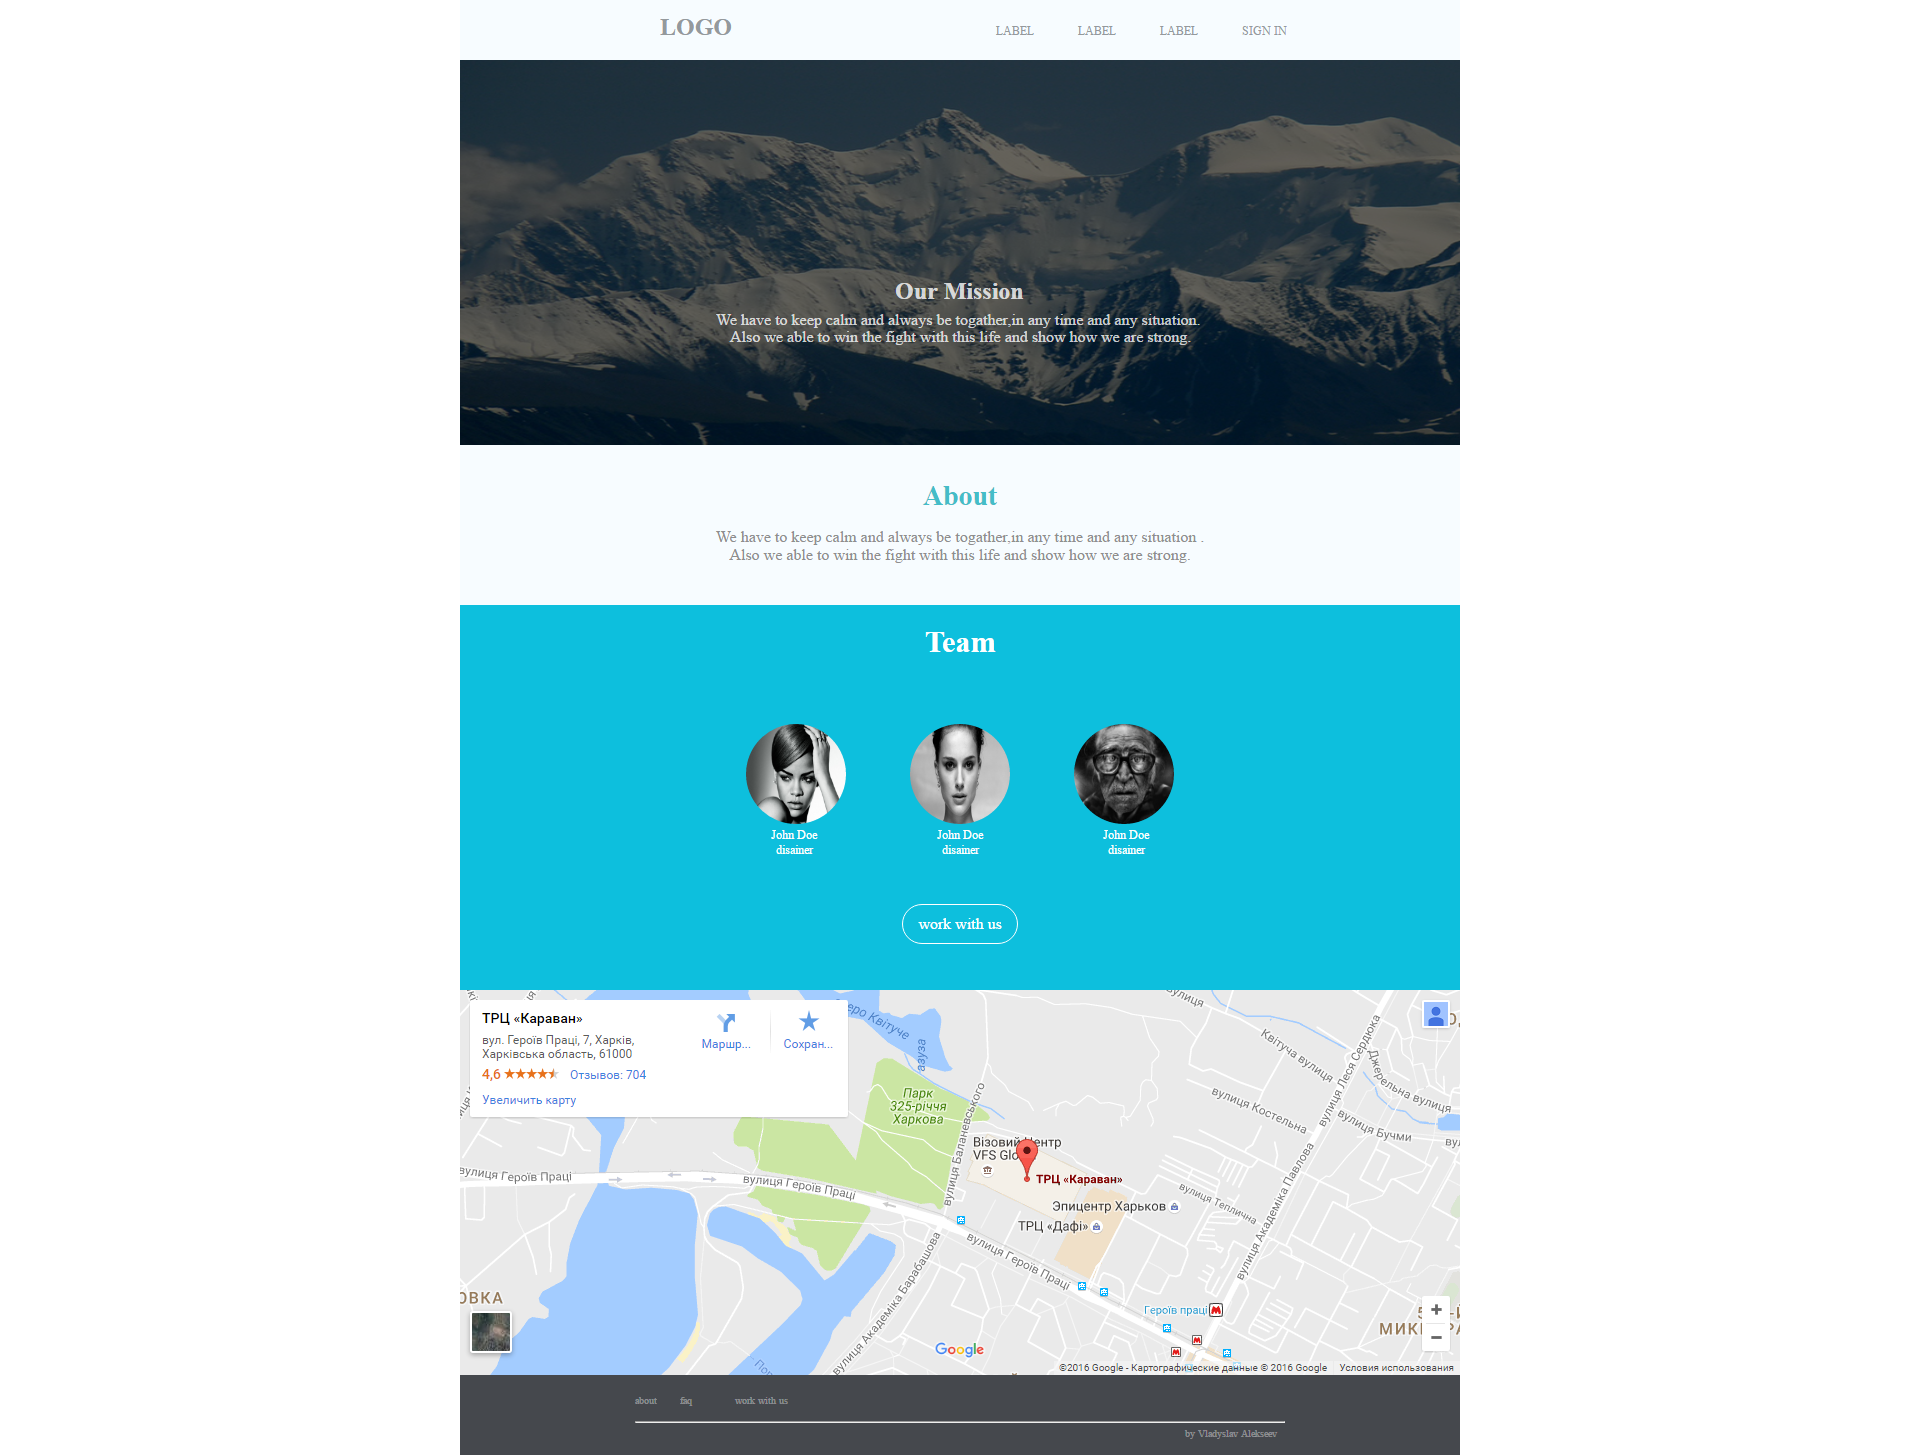 LOGO
LABEL
LABEL
LABEL
SIGN IN
Our Mission
We have to keep calm and always be togather,in any time and any situation.
Also we able to win the fight with this life and show how we are strong.
About
We have to keep calm and always be togather,in any time and any situation .
Also we able to win the fight with this life and show how we are strong.
Team
John Doe
disainer
John Doe
disainer
John Doe
disainer
work with us
ТРЦ «Караван»
вул. Героїв Праці, 7, Харків,
Харківська область, 61000
4,6
Отзывов: 704
Увеличить карту
Маршр...
Сохран...
Квітуче
вулиця
Квітуча вулиця
вулиця Леся Сердюка
Джерельна вулиця
Парк
325-річчя
Харкова
вулиця Баланевського
вулиця Костельна
вулиця Бучми
Візовий Центр
VFS Glo
ТРЦ «Караван»
вулиця Героїв Праці
вулиця Героїв Праці
вулиця Теплична
вулиця Академіка Павлова
Эпицентр Харьков
ТРЦ «Дафі»
вулиця Героїв Праці
вулиця Академіка Барабашова
ОВКА
Героїв праці
Google
©2016 Google - Картографические данные © 2016 Google
Условия использования
about
faq
work with us
by Vladyslav Alekseev